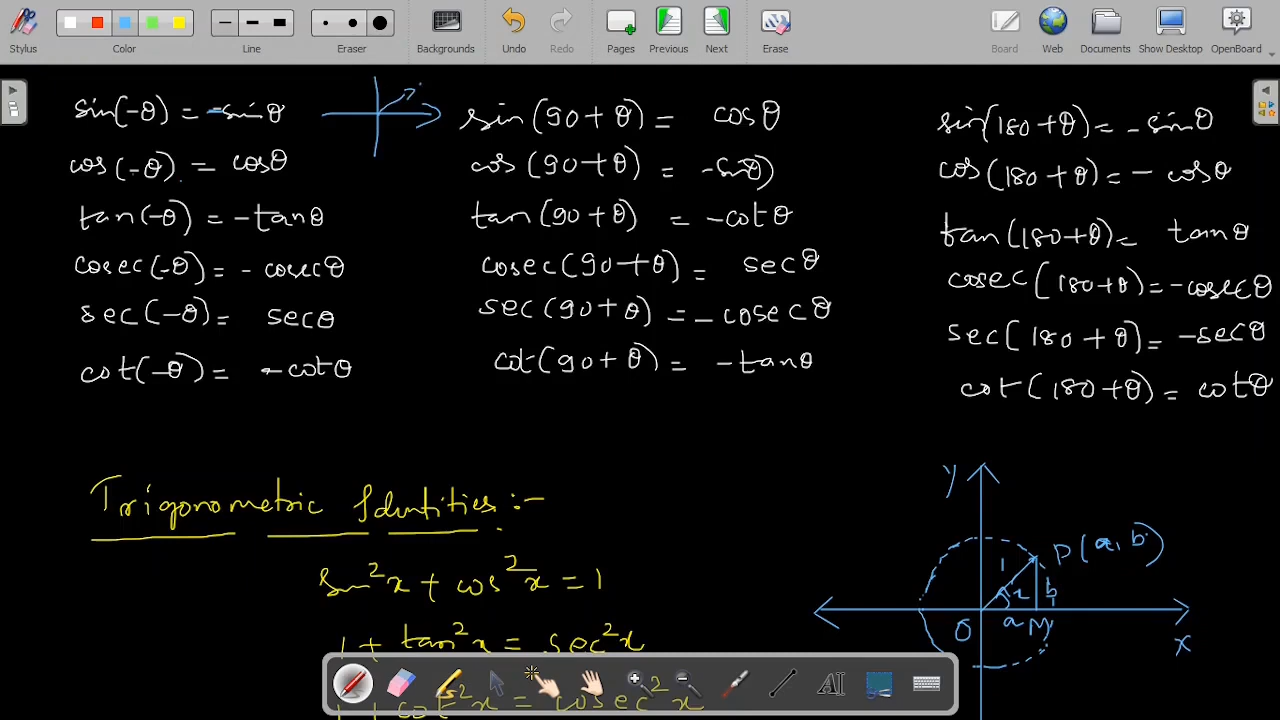 Stylus Color Line Eraser Backgrounds Undo Redo Pages Previous Next Erase Board Web Documents Show Desktop OpenBoard
sin(-θ) = -sinθ
cos(-θ) = cosθ
tan(-θ) = -tanθ
cosec(-θ) = - cosecθ
sec(-θ) = secθ
cot(-θ) = -cotθ
sin(90+θ) = cosθ
cos(90+θ) = -sinθ)
tan(90+θ) = -cotθ
cosec(90+θ) = secθ
sec(90+θ) = - cosecθ
cot(90+θ) = -tanθ
sin(180+θ) = - sinθ
cos(180+θ) = - cosθ
tan(180+θ) = tanθ
cosec(180+θ) = -cosecθ
sec(180+θ) = -secθ
cot(180+θ) = cotθ
Trigonometric Identities :-
sin²x + cos²x = 1
1 + tan²x = sec²x
1 + cot²x = cosec²x
y
P(a, b)
1
x b
O a M
x